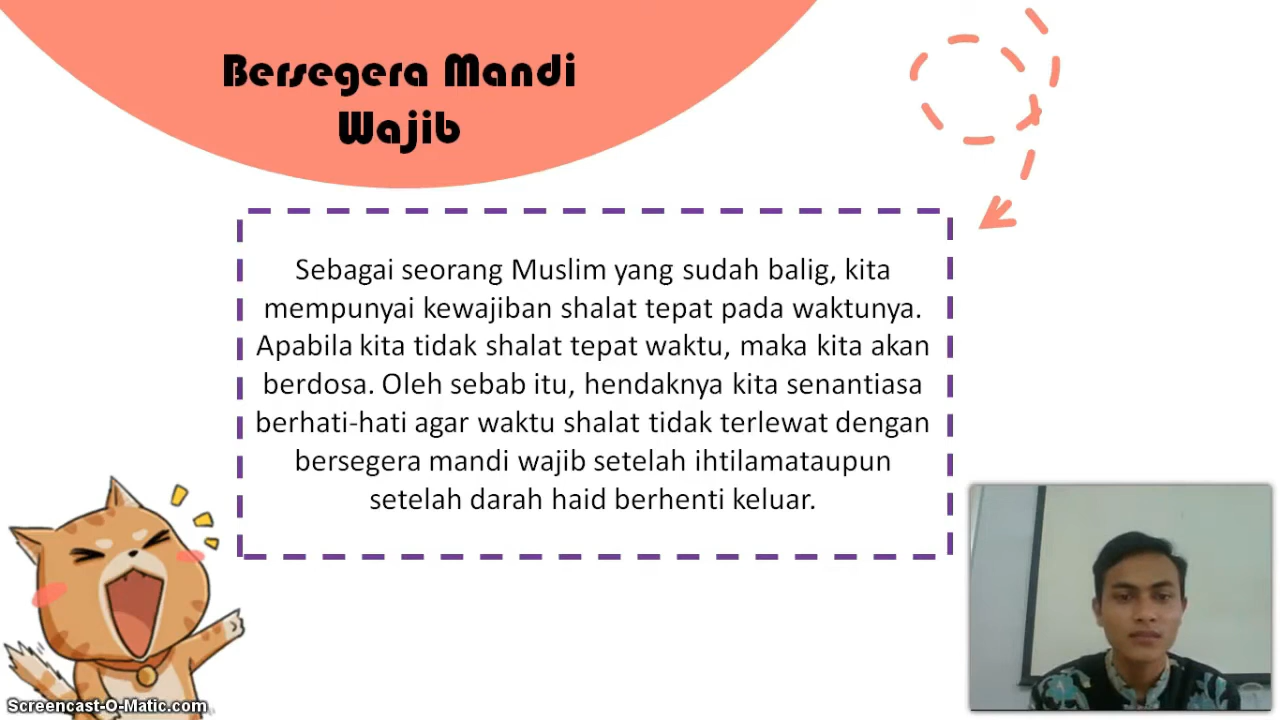 Bersegera Mandi
Wajib
Sebagai seorang Muslim yang sudah balig, kita
mempunyai kewajiban shalat tepat pada waktunya.
Apabila kita tidak shalat tepat waktu, maka kita akan
berdosa. Oleh sebab itu, hendaknya kita senantiasa
berhati-hati agar waktu shalat tidak terlewat dengan
bersegera mandi wajib setelah ihtilamataupun
setelah darah haid berhenti keluar.
Screencast-O-Matic.com